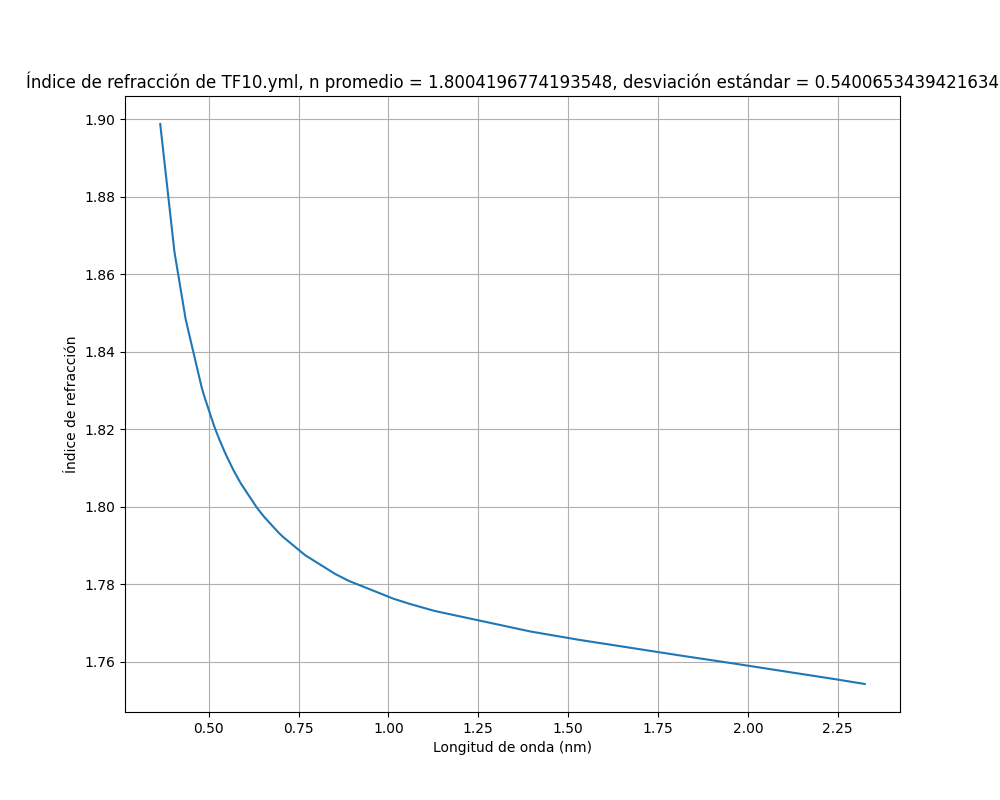 Índice de refracción de TF10.yml, n promedio = 1.8004196774193548, desviación estándar = 0.5400653439421634
1.90
1.88
1.86
1.84
1.82
1.80
1.78
1.76
Índice de refracción
0.50 0.75 1.00 1.25 1.50 1.75 2.00 2.25
Longitud de onda (nm)